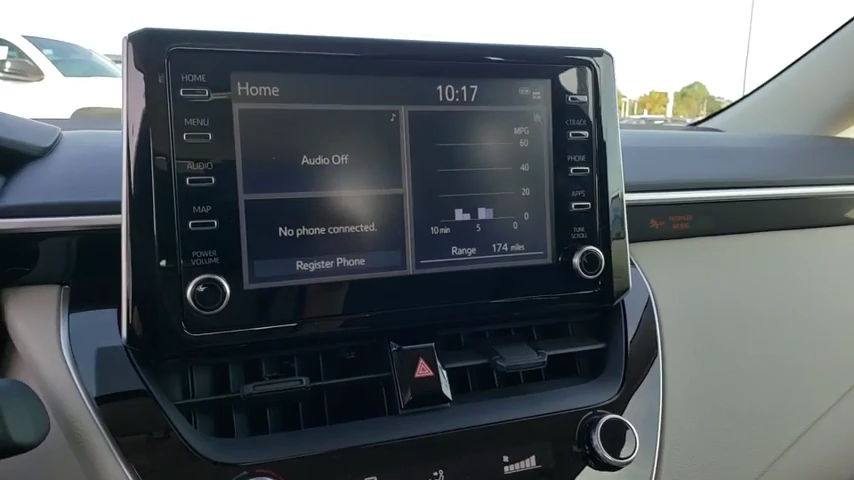 HOME
MENU
AUDIO
MAP
POWER
VOLUME
Home
10:17
Audio Off
No phone connected.
Register Phone
MPG
60
40
20
0
10 min
5
0
Range
174 miles
TRACK
PHONE
APPS
TUNE
SCROLL